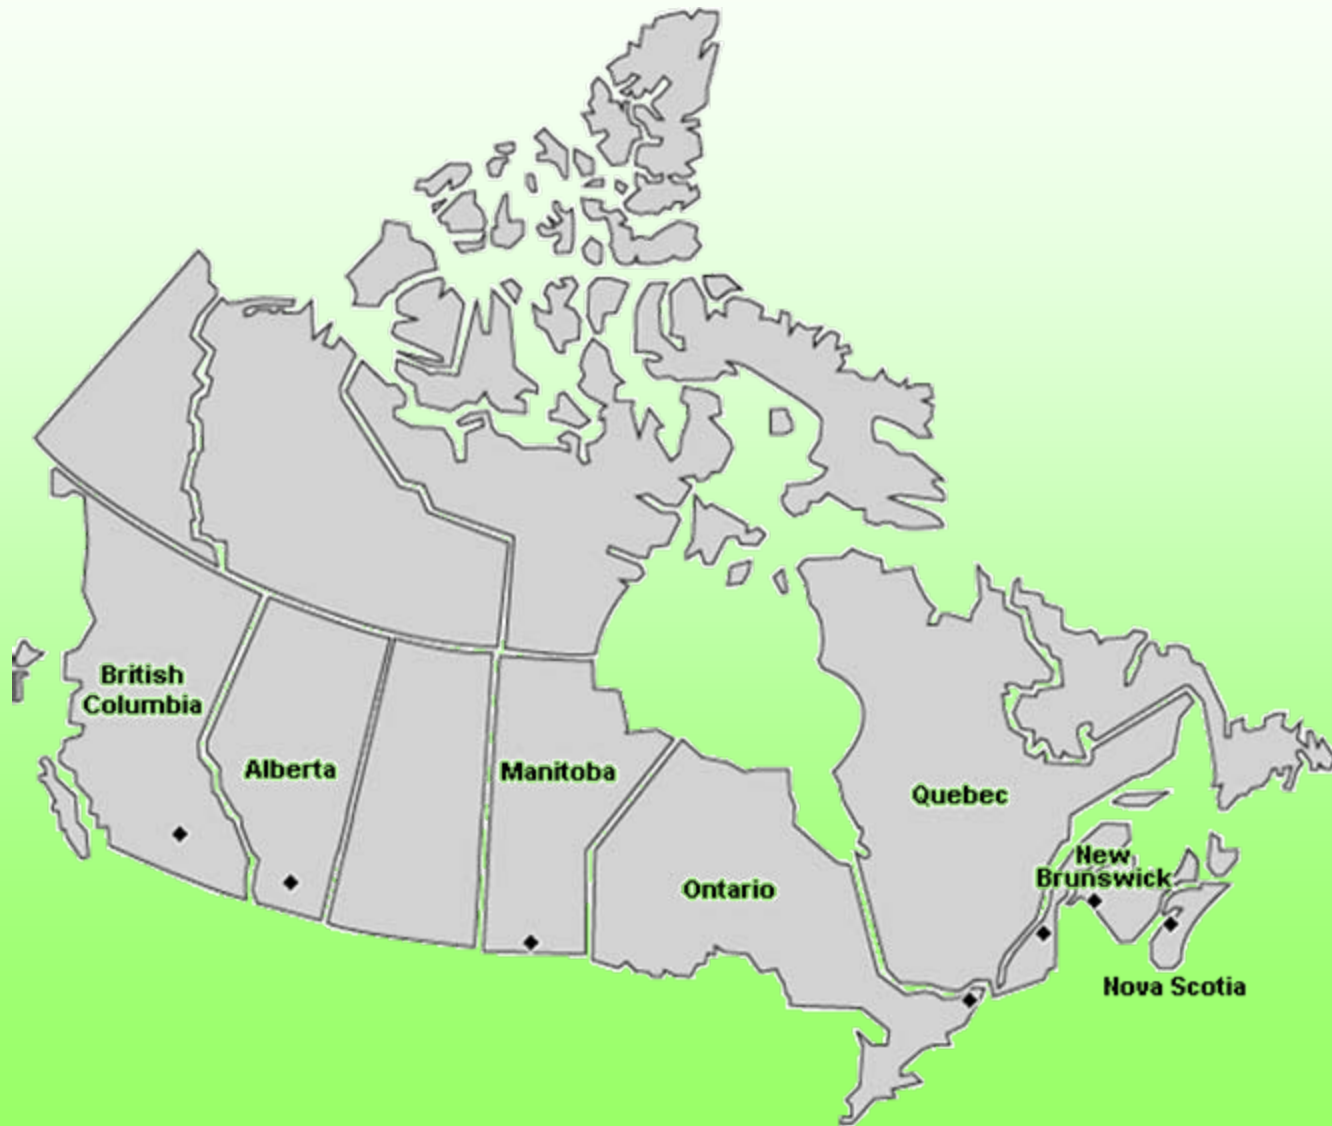 British
Columbia
Alberta
Manitoba
Quebec
Ontario
New
Brunswick
Nova Scotia